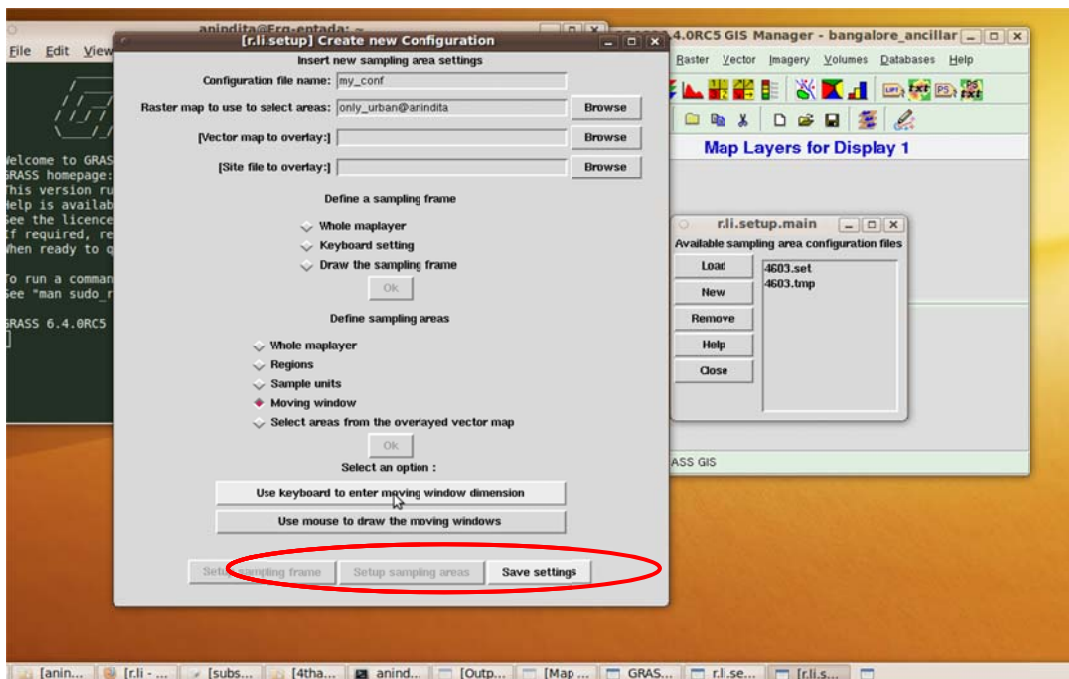 anindita@Erg-entada: ~
File Edit View
Welcome to GRAS
GRASS homepage:
This version ru
Help is availab
See the licence
If required, re
When ready to q
To run a comman
See "man sudo_r
GRASS 6.4.0RC5
[r.li.setup] Create new Configuration
Insert new sampling area settings
Configuration file name: my_conf
Raster map to use to select areas: only_urban@arindita Browse
[Vector map to overlay:] Browse
[Site file to overlay:] Browse
Define a sampling frame
Whole maplayer
Keyboard setting
Draw the sampling frame
Ok
Define sampling areas
Whole maplayer
Regions
Sample units
Moving window
Select areas from the overayed vector map
Ok
Select an option :
Use keyboard to enter moving window dimension
Use mouse to draw the moving windows
Setup sampling frame Setup sampling areas Save settings
4.0RC5 GIS Manager - bangalore_ancillar
Raster Vector Imagery Volumes Databases Help
Map Layers for Display 1
r.li.setup.main
Available sampling area configuration files
Load
New
Remove
Help
Close
4603.set
4603.tmp
ASS GIS
[anin... [r.li - ... [subs... [4tha... anind... [Outp... [Map ... GRAS... r.li.se... [r.li.s...